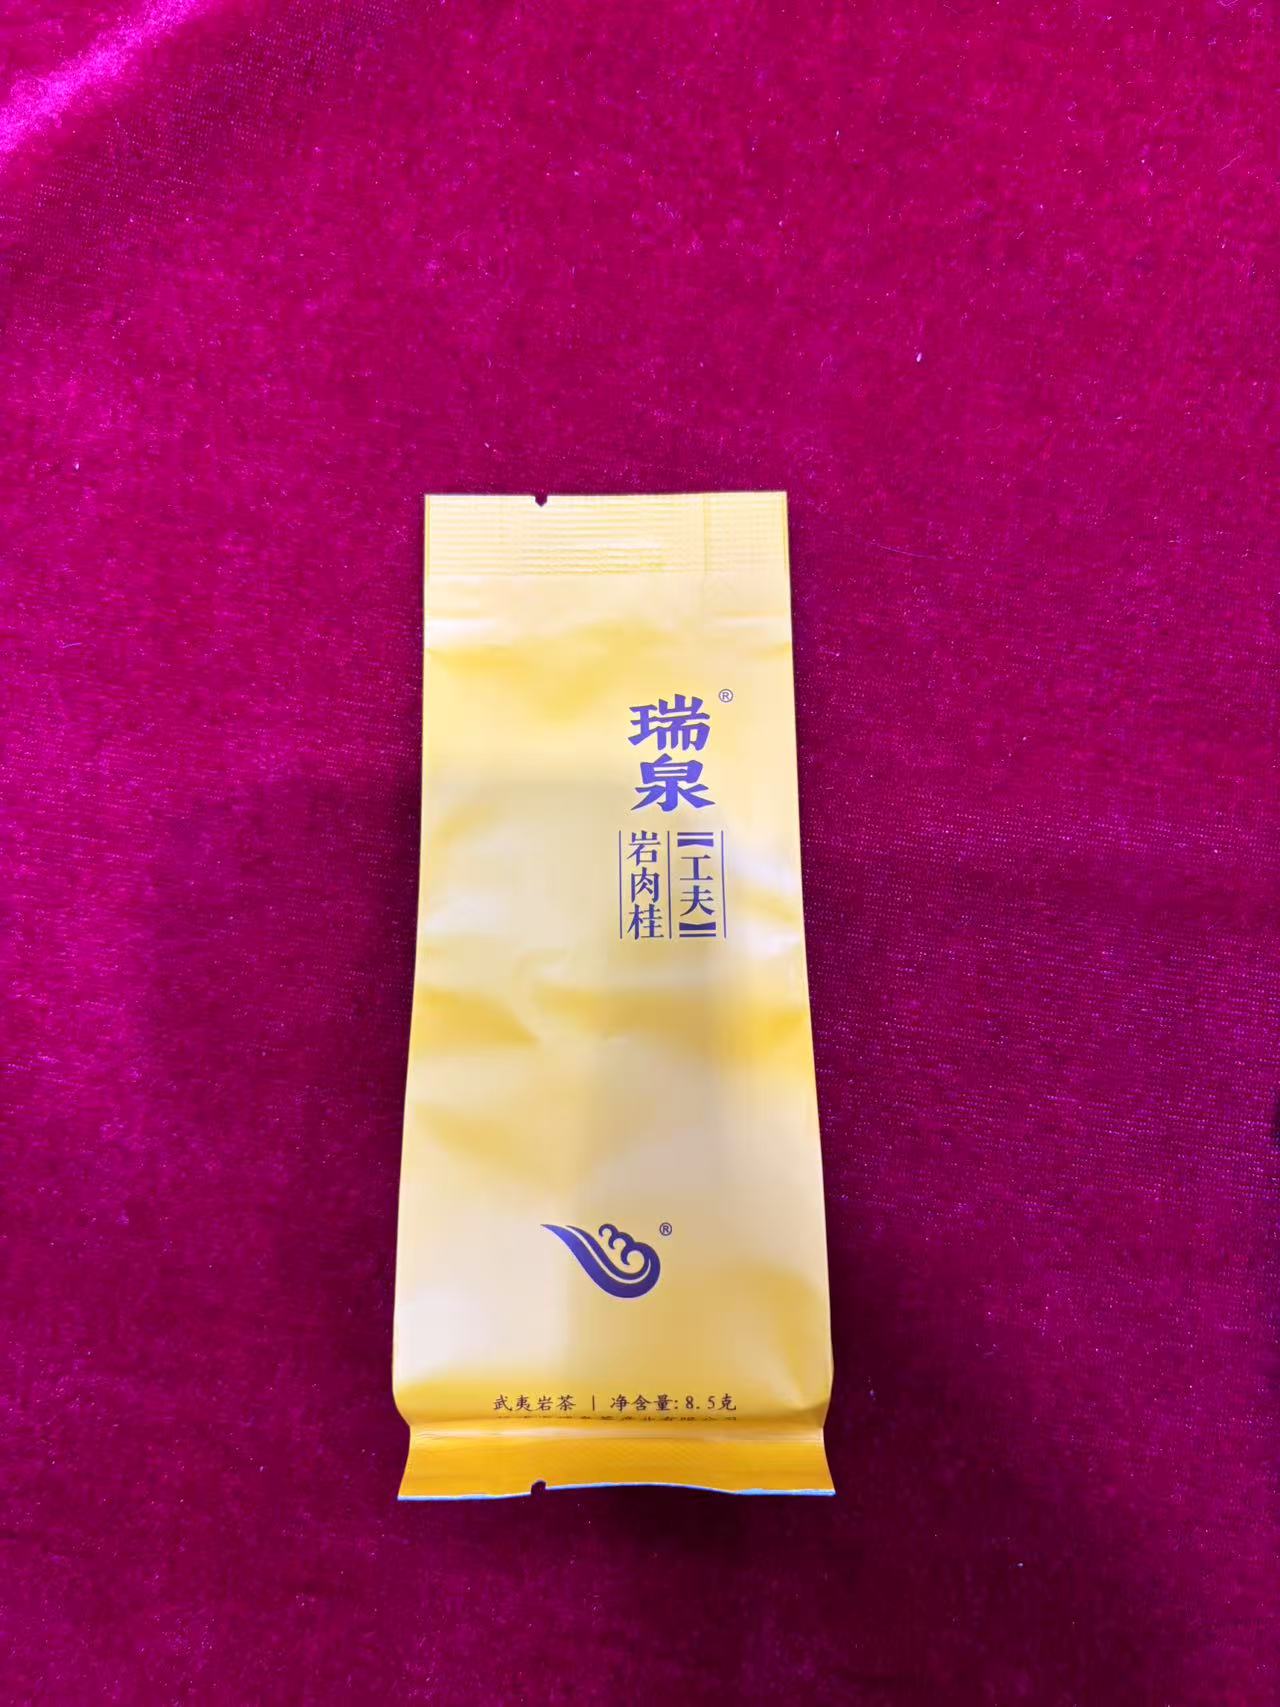 瑞泉®
【工夫】
岩肉桂
®
武夷岩茶 | 净含量:8.5克